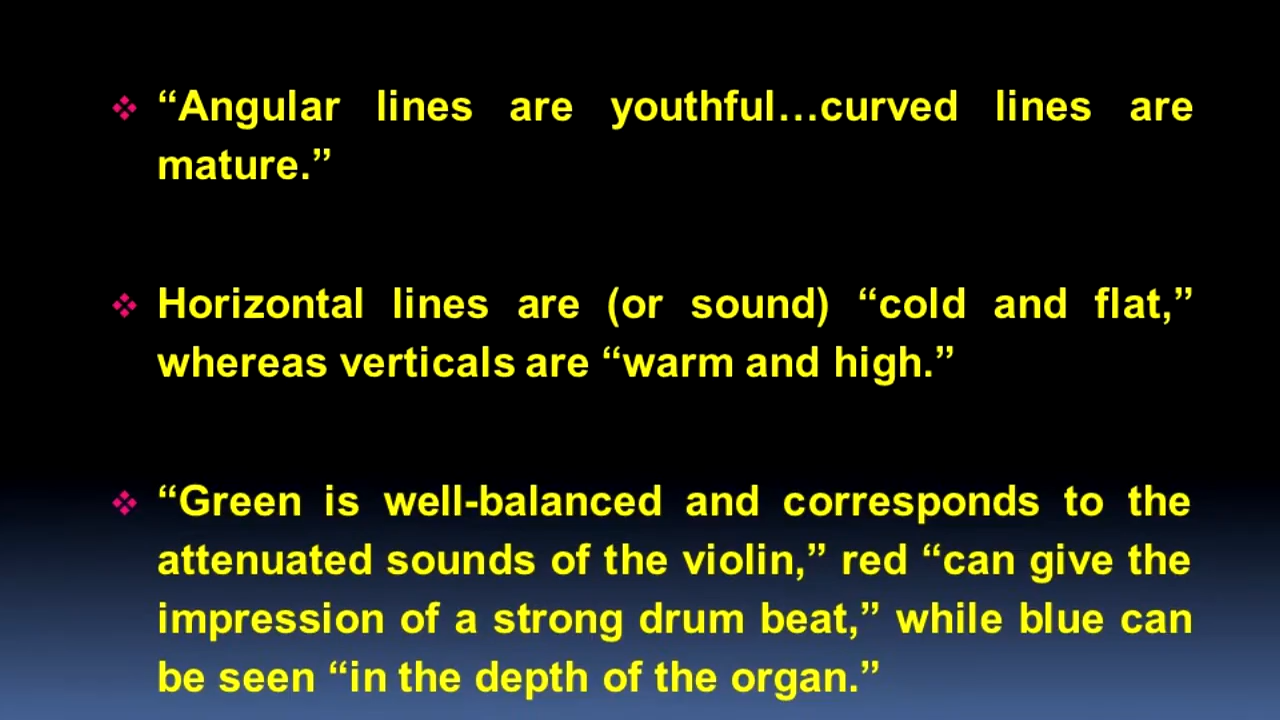 “Angular lines are youthful…curved lines are
mature.”
Horizontal lines are (or sound) “cold and flat,”
whereas verticals are “warm and high.”
“Green is well-balanced and corresponds to the
attenuated sounds of the violin,” red “can give the
impression of a strong drum beat,” while blue can
be seen “in the depth of the organ.”